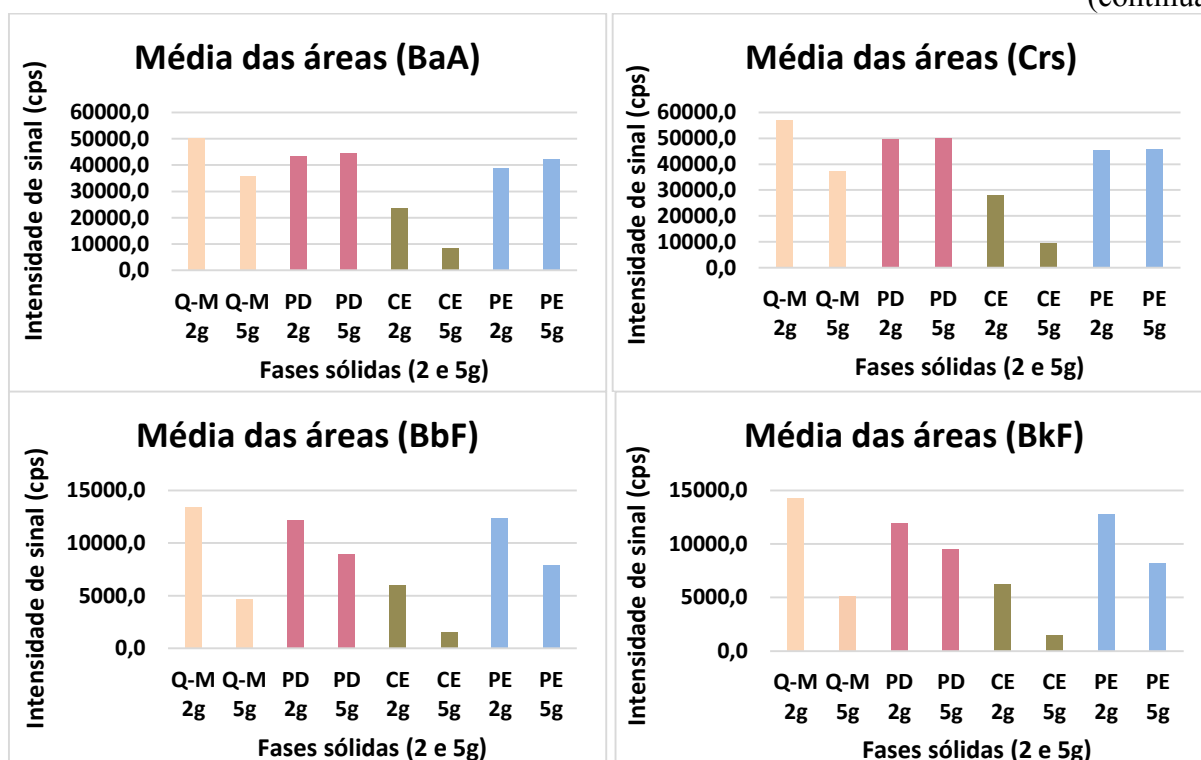 (continua
Média das áreas (BaA)
Intensidade de sinal (cps)
60000,0
50000,0
40000,0
30000,0
20000,0
10000,0
0,0
Q-M Q-M PD PD CE CE PE PE
2g 5g 2g 5g 2g 5g 2g 5g
Fases sólidas (2 e 5g)
Média das áreas (Crs)
Intensidade de sinal (cps)
60000,0
50000,0
40000,0
30000,0
20000,0
10000,0
0,0
Q-M Q-M PD PD CE CE PE PE
2g 5g 2g 5g 2g 5g 2g 5g
Fases sólidas (2 e 5g)
Média das áreas (BbF)
Intensidade de sinal (cps)
15000,0
10000,0
5000,0
0,0
Q-M Q-M PD PD CE CE PE PE
2g 5g 2g 5g 2g 5g 2g 5g
Fases sólidas (2 e 5g)
Média das áreas (BkF)
Intensidade de sinal (cps)
15000,0
10000,0
5000,0
0,0
Q-M Q-M PD PD CE CE PE PE
2g 5g 2g 5g 2g 5g 2g 5g
Fases sólidas (2 e 5g)